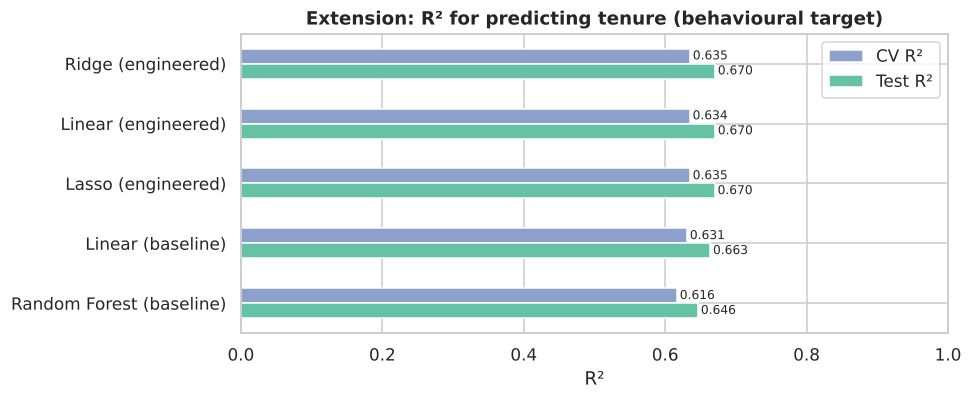 Extension: R² for predicting tenure (behavioural target)
CV R²
Test R²
Ridge (engineered)
0.635
0.670
Linear (engineered)
0.634
0.670
Lasso (engineered)
0.635
0.670
Linear (baseline)
0.631
0.663
Random Forest (baseline)
0.616
0.646
0.0 0.2 0.4 0.6 0.8 1.0
R²